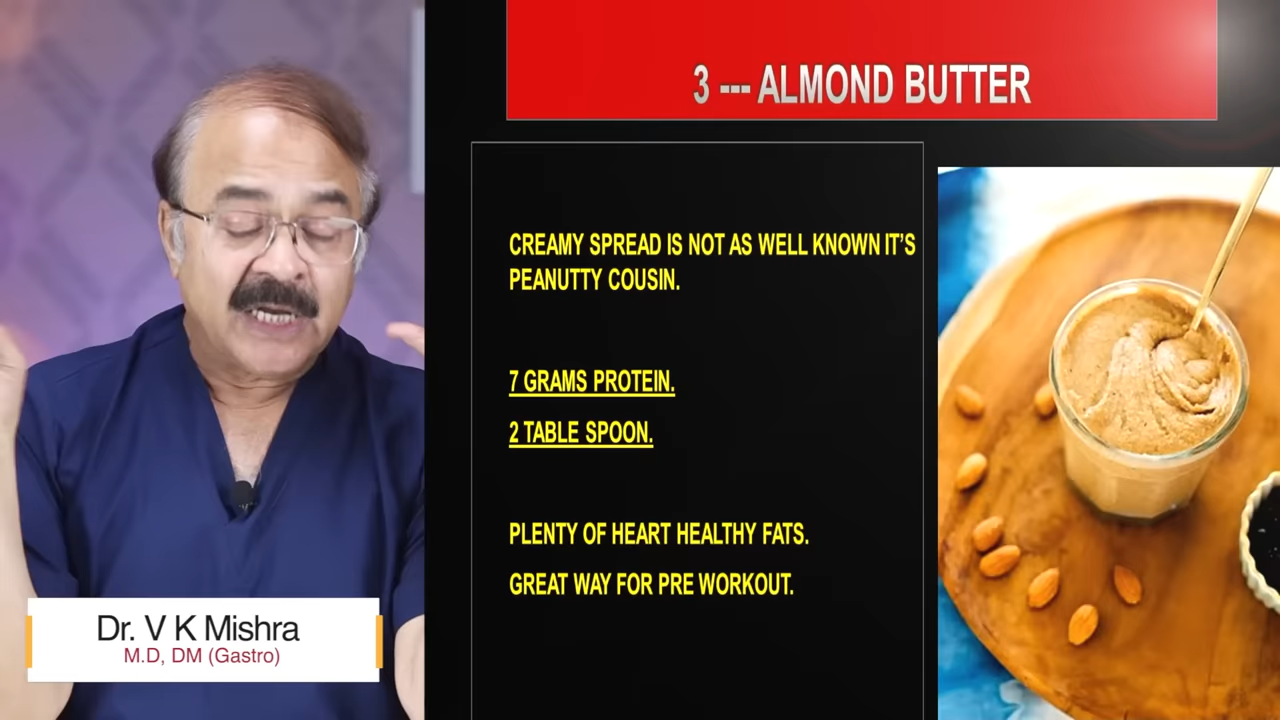 3 --- ALMOND BUTTER
CREAMY SPREAD IS NOT AS WELL KNOWN IT'S
PEANUTTY COUSIN.
7 GRAMS PROTEIN.
2 TABLE SPOON.
PLENTY OF HEART HEALTHY FATS.
GREAT WAY FOR PRE WORKOUT.
Dr. V K Mishra
M.D, DM (Gastro)